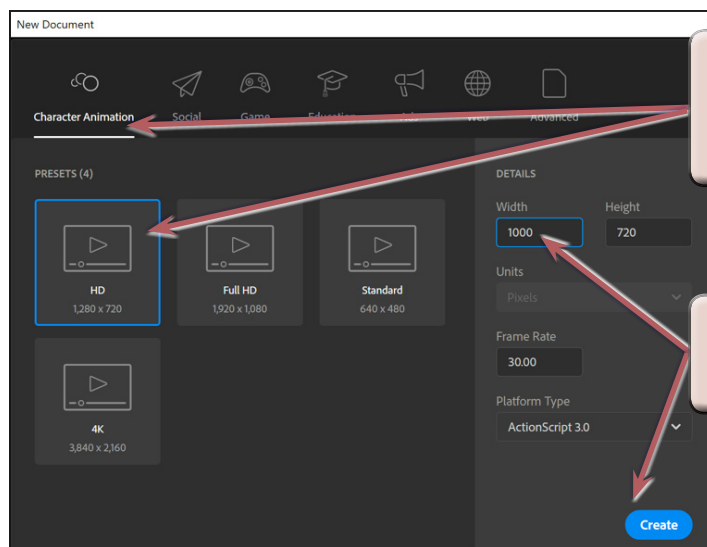 New Document
Character Animation Social Game Education Web Advanced
PRESETS (4)
HD
1,280 x 720
Full HD
1,920 x 1,080
Standard
640 x 480
4K
3,840 x 2,160
DETAILS
Width Height
1000 720
Units
Pixels
Frame Rate
30.00
Platform Type
ActionScript 3.0
Create